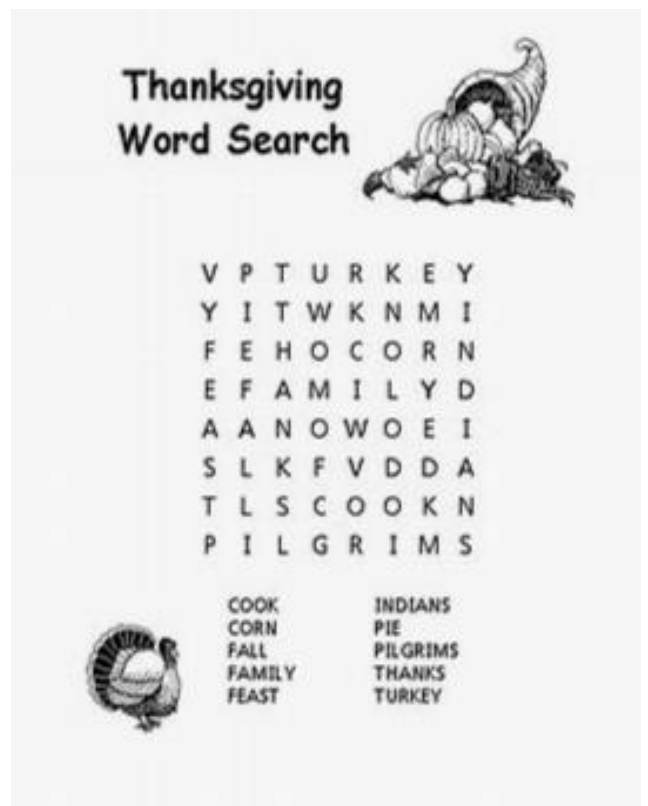 Thanksgiving
Word Search
V P T U R K E Y
Y I T W K N M I
F E H O C O R N
E F A M I L Y D
A A N O W O E I
S L K F V D D A
T L S C O O K N
P I L G R I M S
COOK INDIANS
CORN PIE
FALL PILGRIMS
FAMILY THANKS
FEAST TURKEY